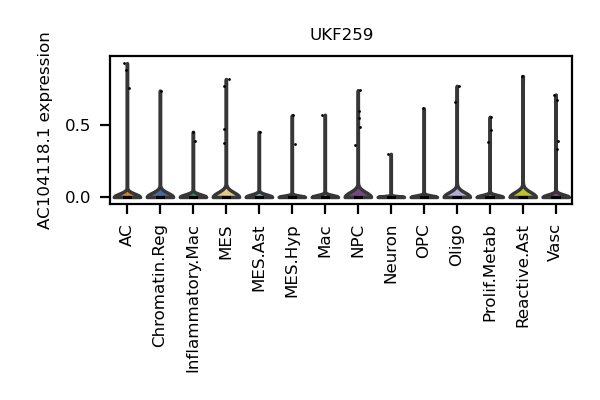 UKF259
AC104118.1 expression
0.5
0.0
AC
Chromatin.Reg
Inflammatory.Mac
MES
MES.Ast
MES.Hyp
Mac
NPC
Neuron
OPC
Oligo
Prolif.Metab
Reactive.Ast
Vasc